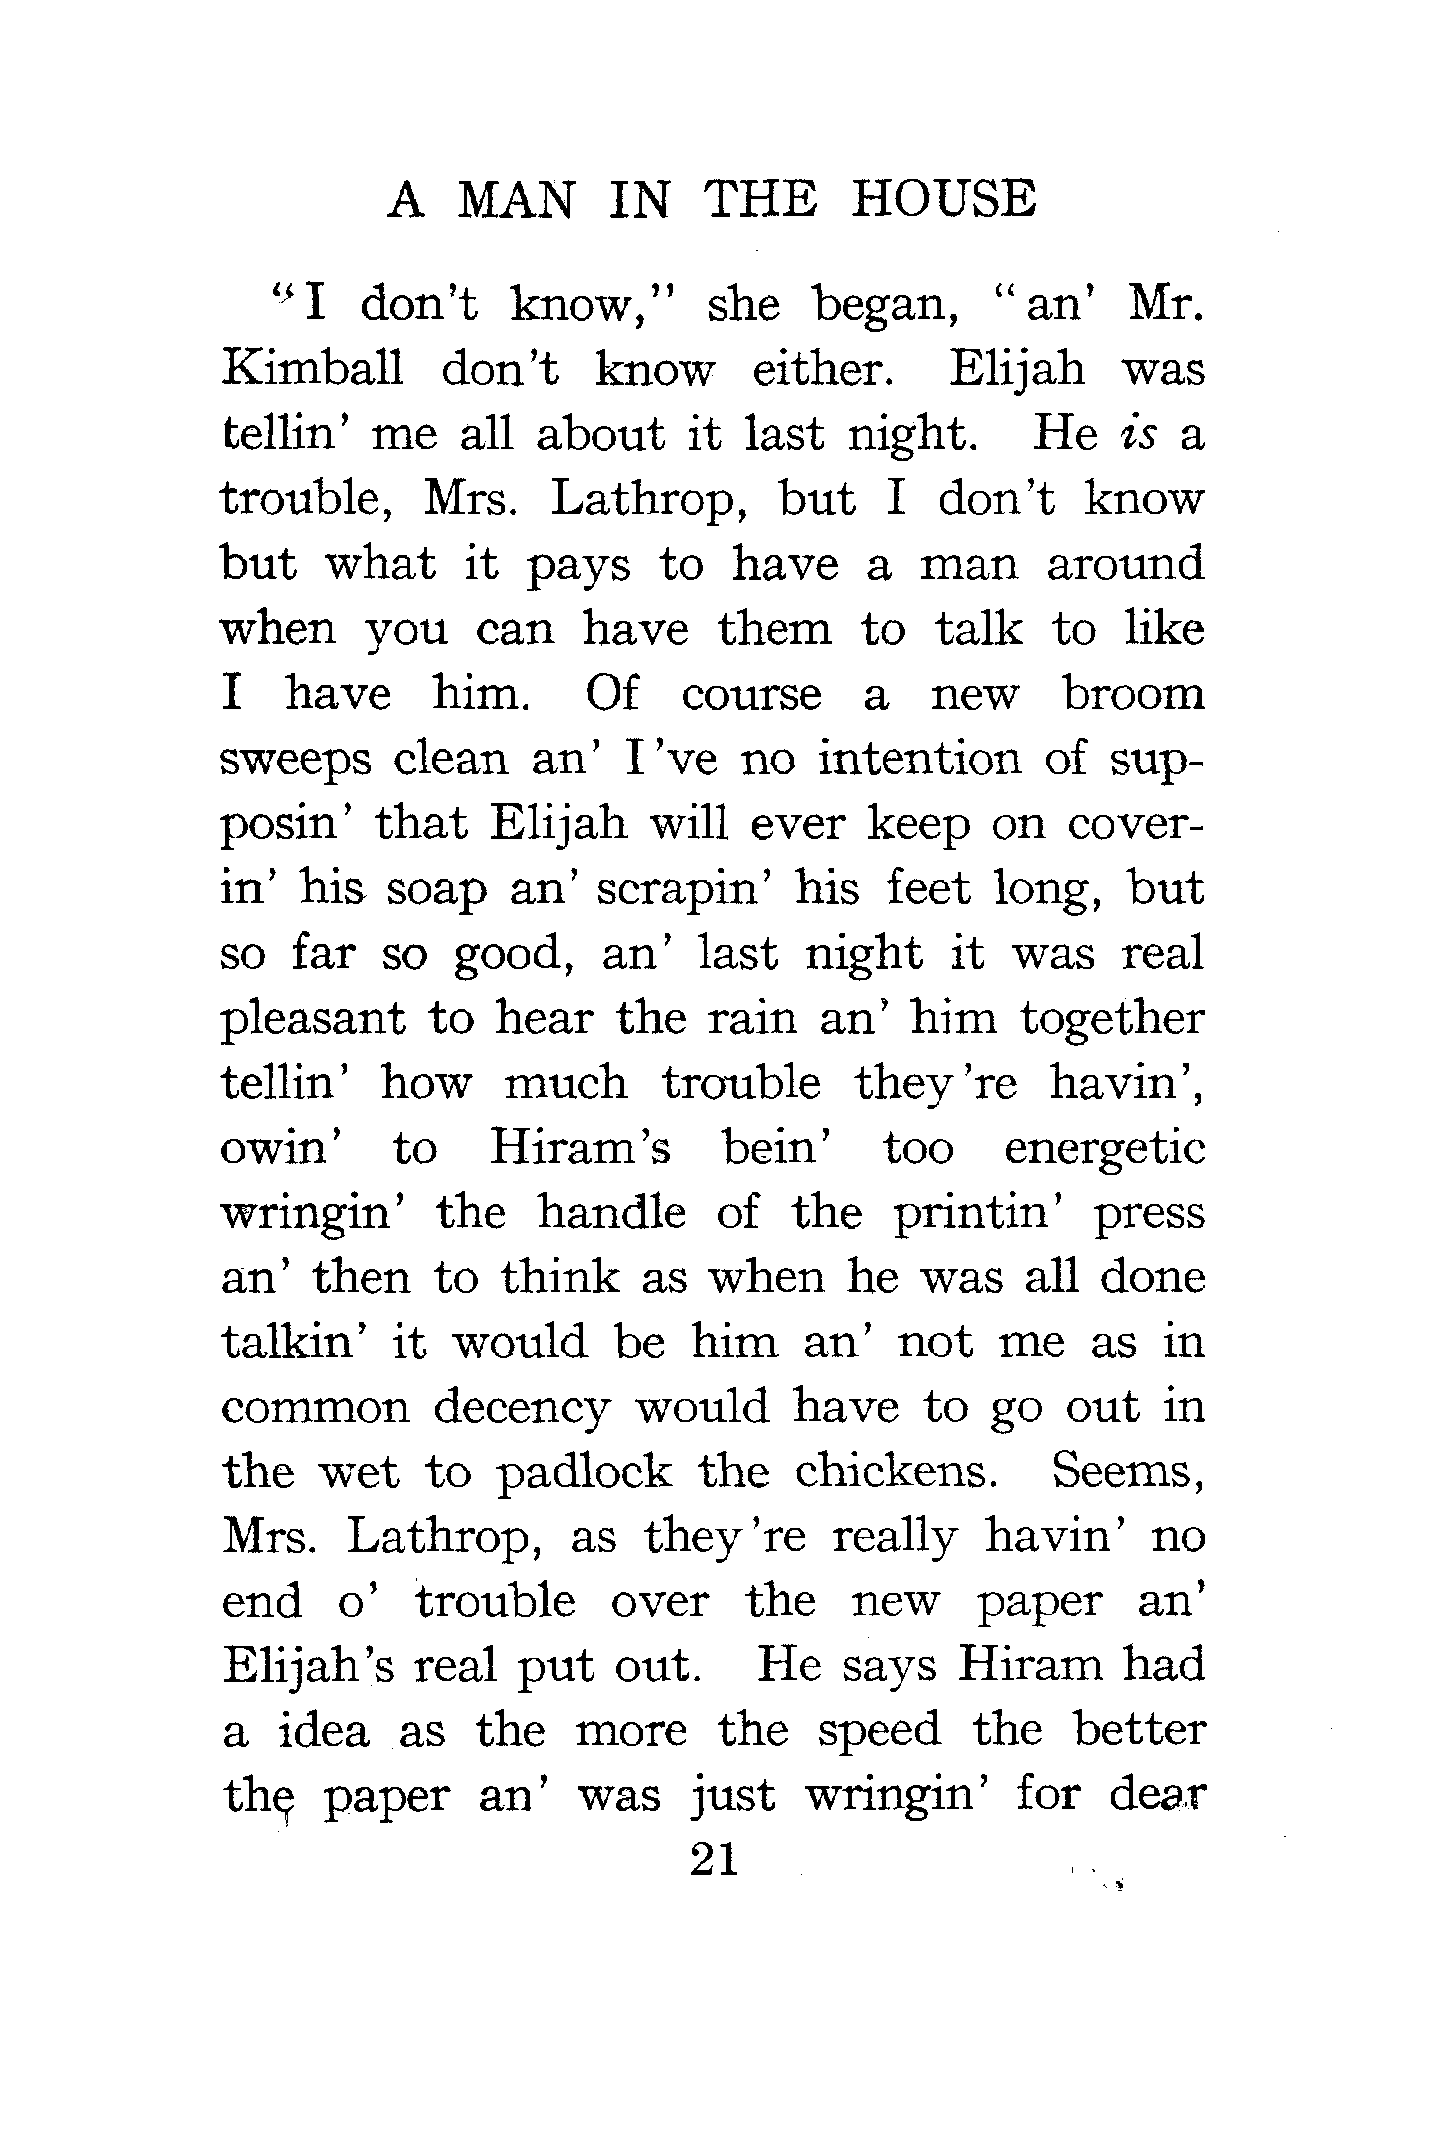 A MAN IN THE HOUSE
"I don't know," she began, "an' Mr.
Kimball don't know either. Elijah was
tellin' me all about it last night. He is a
trouble, Mrs. Lathrop, but I don't know
but what it pays to have a man around
when you can have them to talk to like
I have him. Of course a new broom
sweeps clean an' I've no intention of sup-
posin' that Elijah will ever keep on cover-
in' his soap an' scrapin' his feet long, but
so far so good, an' last night it was real
pleasant to hear the rain an' him together
tellin' how much trouble they're havin',
owin' to Hiram's bein' too energetic
wringin' the handle of the printin' press
an' then to think as when he was all done
talkin' it would be him an' not me as in
common decency would have to go out in
the wet to padlock the chickens. Seems,
Mrs. Lathrop, as they're really havin' no
end o' trouble over the new paper an'
Elijah's real put out. He says Hiram had
a idea as the more the speed the better
the paper an' was just wringin' for dear
21